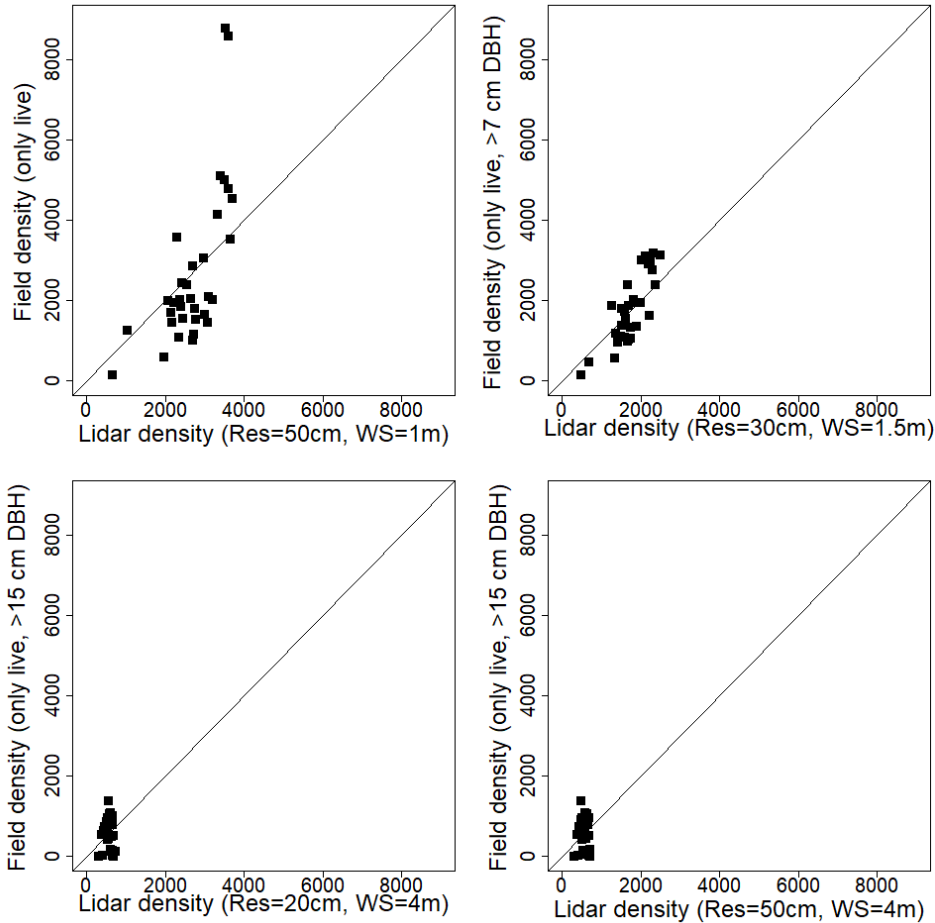 Field density (only live)
8000
6000
4000
2000
0
0 2000 4000 6000 8000
Lidar density (Res=50cm, WS=1m)
Field density (only live, >7 cm DBH)
8000
6000
4000
2000
0
0 2000 4000 6000 8000
Lidar density (Res=30cm, WS=1.5m)
Field density (only live, >15 cm DBH)
8000
6000
4000
2000
0
0 2000 4000 6000 8000
Lidar density (Res=20cm, WS=4m)
Field density (only live, >15 cm DBH)
8000
6000
4000
2000
0
0 2000 4000 6000 8000
Lidar density (Res=50cm, WS=4m)